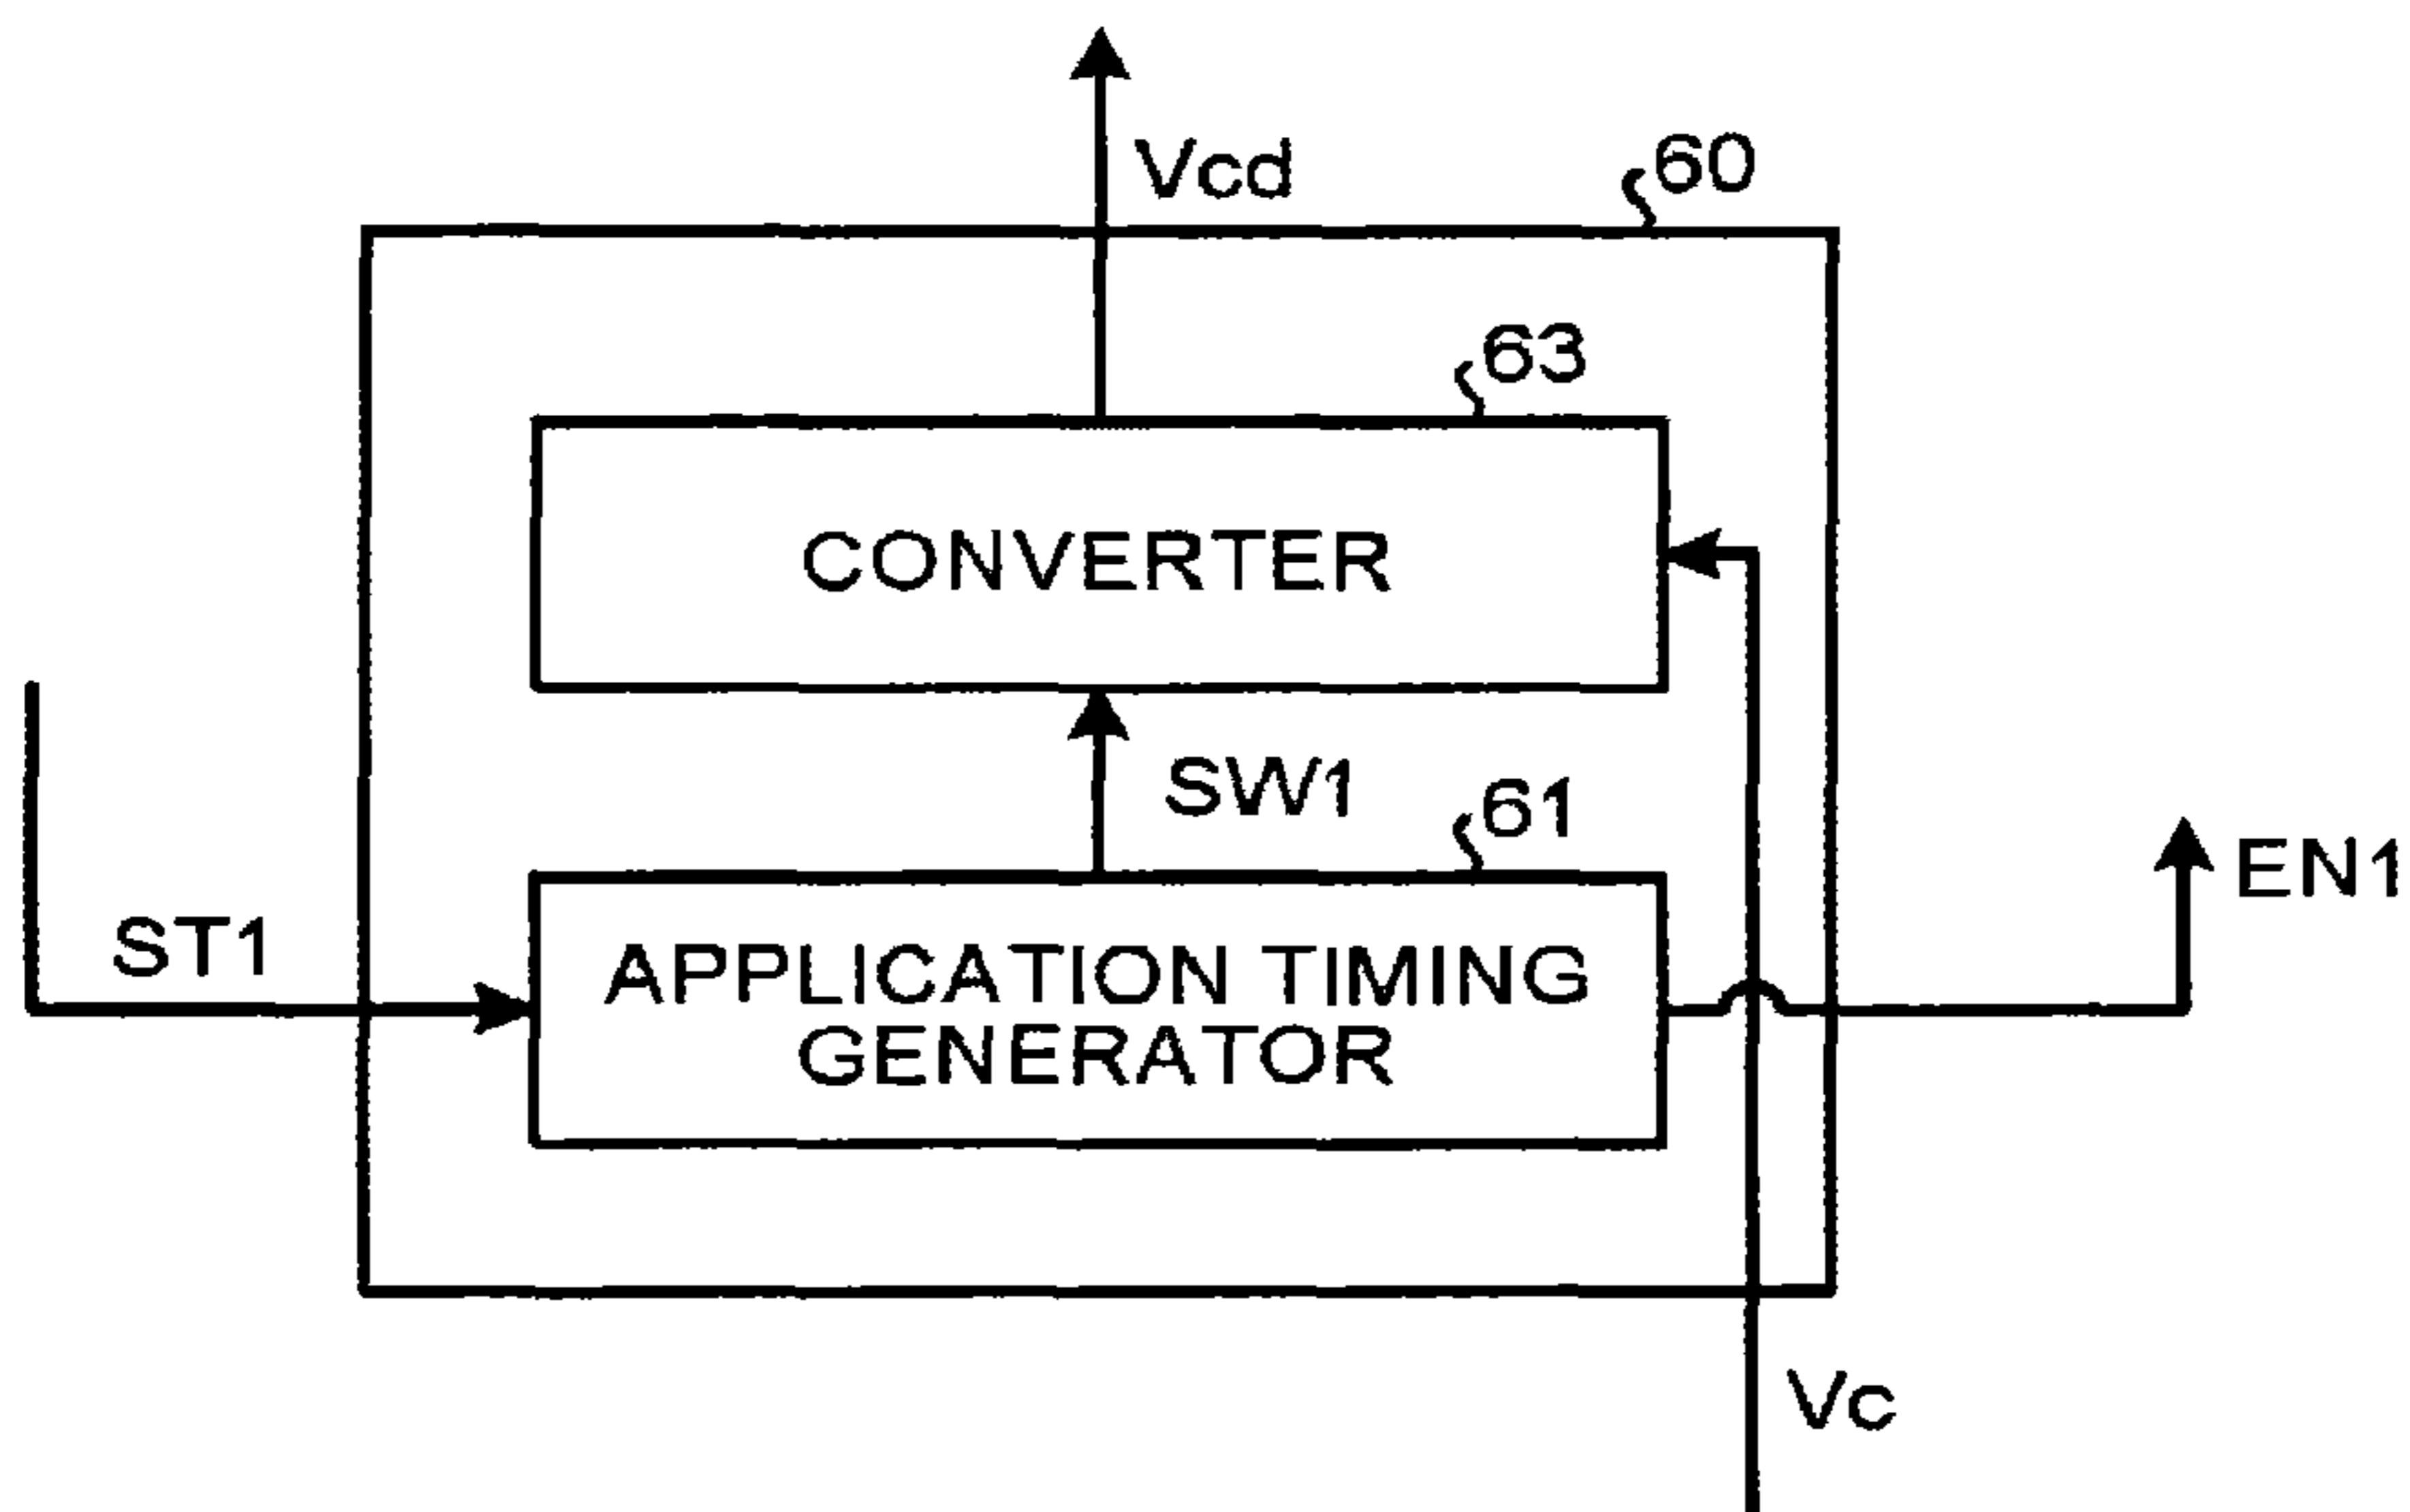 Vcd
60
63
CONVERTER
SW1
61
EN1
ST1
APPLICATION TIMING
GENERATOR
Vc